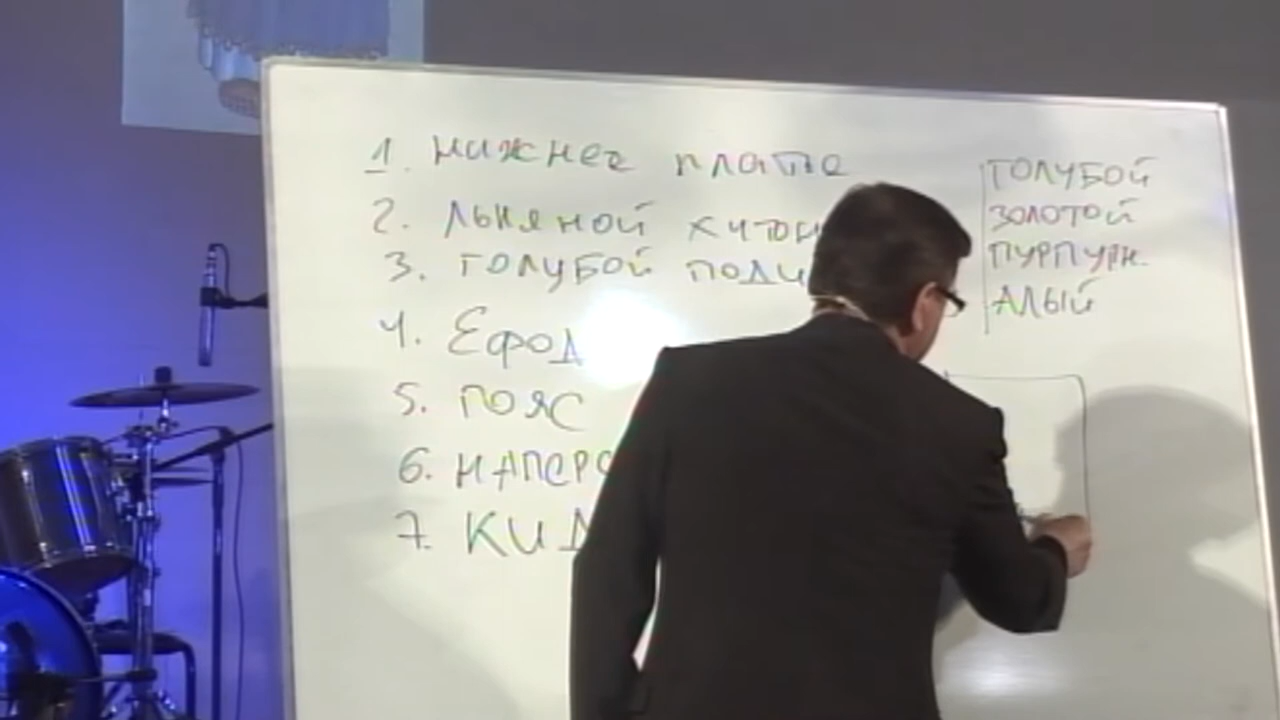 1. нижнее платье
2. льняной хитон
3. голубой поди
4. Ефод
5. пояс
6. НАПЕРС
7. КИД
ГОЛУБОЙ
ЗОЛОТОЙ
ПУРПУРН.
АЛЫЙ